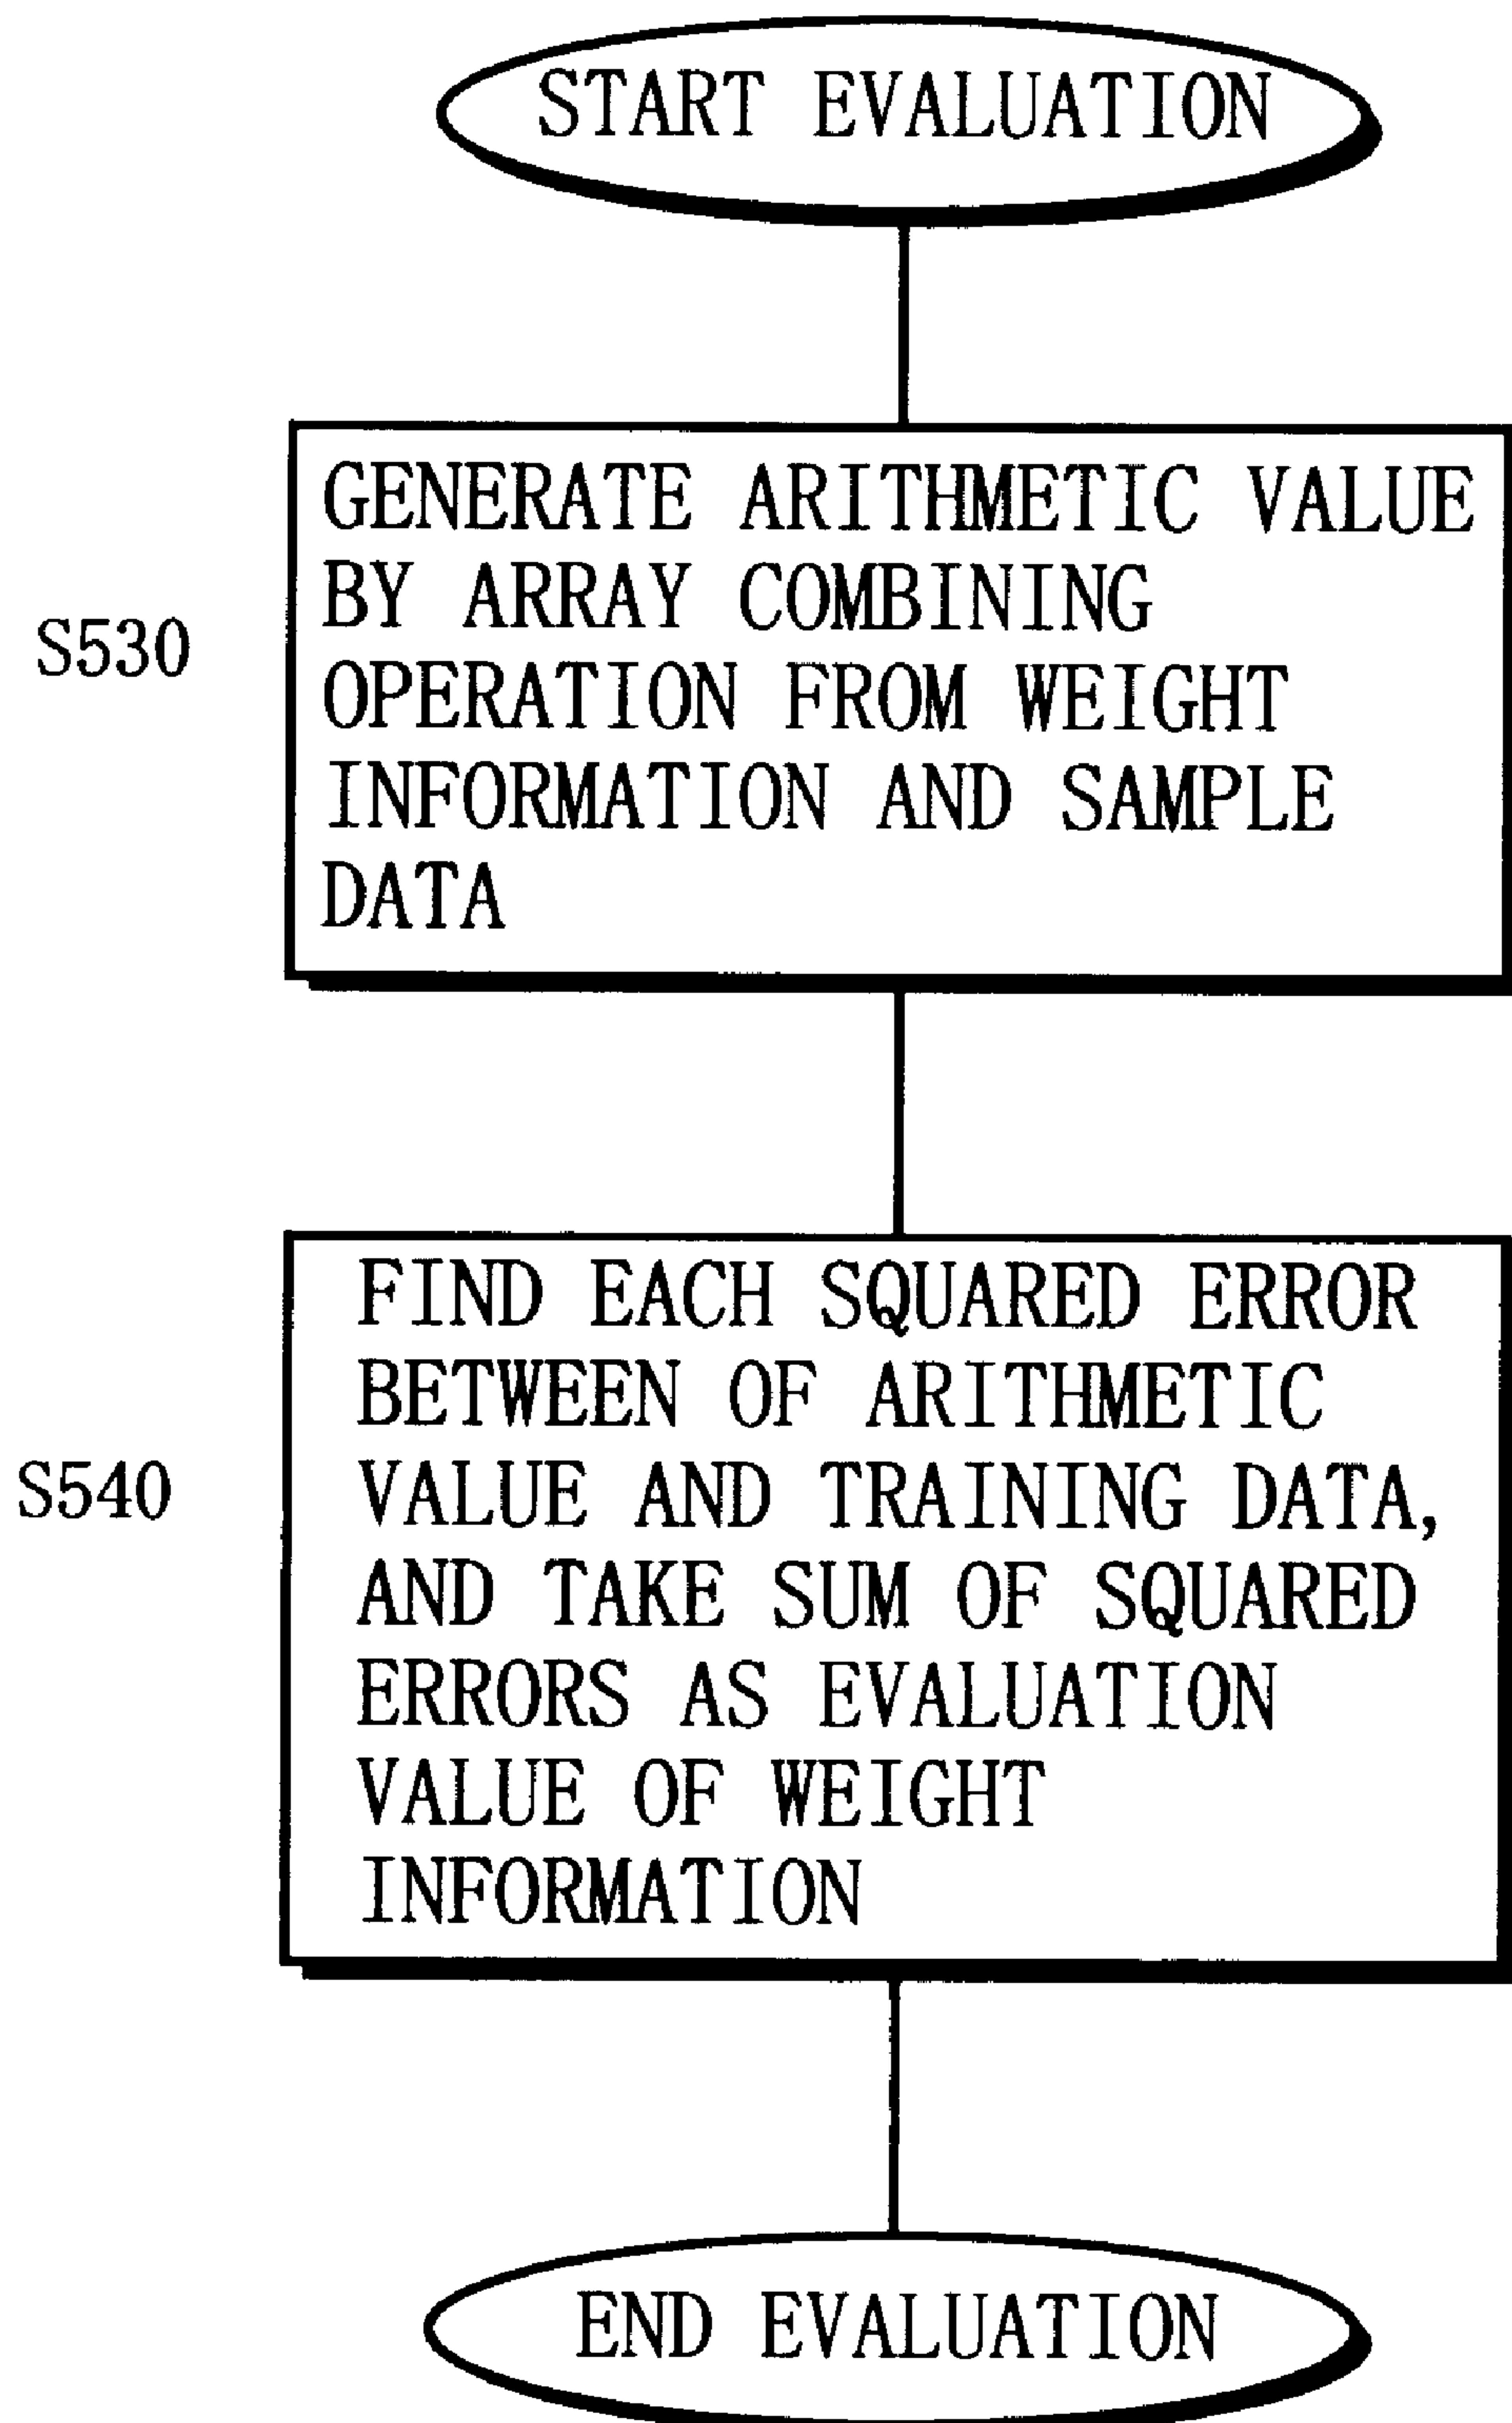 START EVALUATION
S530
GENERATE ARITHMETIC VALUE
BY ARRAY COMBINING
OPERATION FROM WEIGHT
INFORMATION AND SAMPLE
DATA
S540
FIND EACH SQUARED ERROR
BETWEEN OF ARITHMETIC
VALUE AND TRAINING DATA,
AND TAKE SUM OF SQUARED
ERRORS AS EVALUATION
VALUE OF WEIGHT
INFORMATION
END EVALUATION